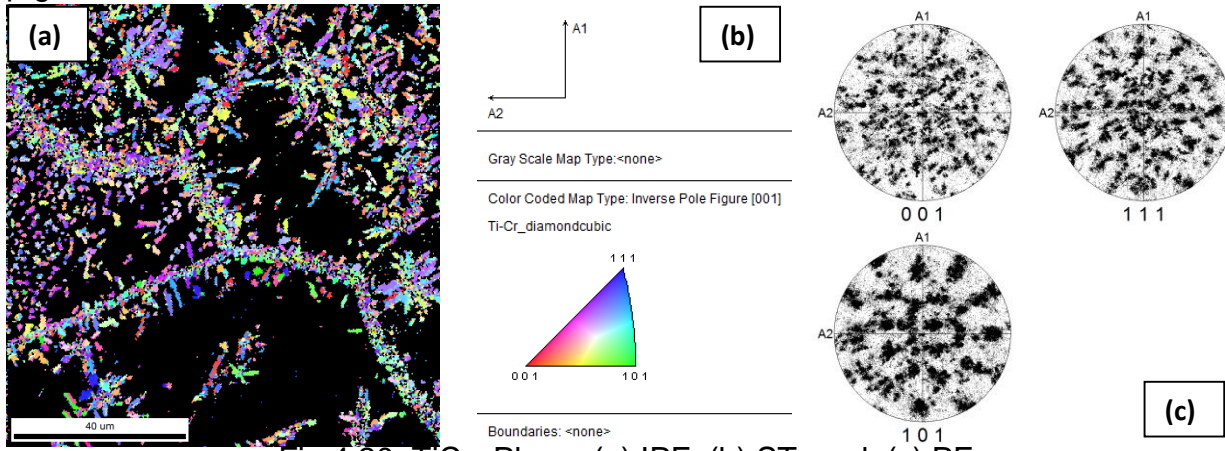 (a)
40 um
(b)
A1
A2
Gray Scale Map Type:<none>
Color Coded Map Type: Inverse Pole Figure [001]
Ti-Cr_diamondcubic
1 1 1
0 0 1
1 0 1
Boundaries: <none>
A1
A2
0 0 1
A1
A2
1 1 1
A1
A2
1 0 1
(c)